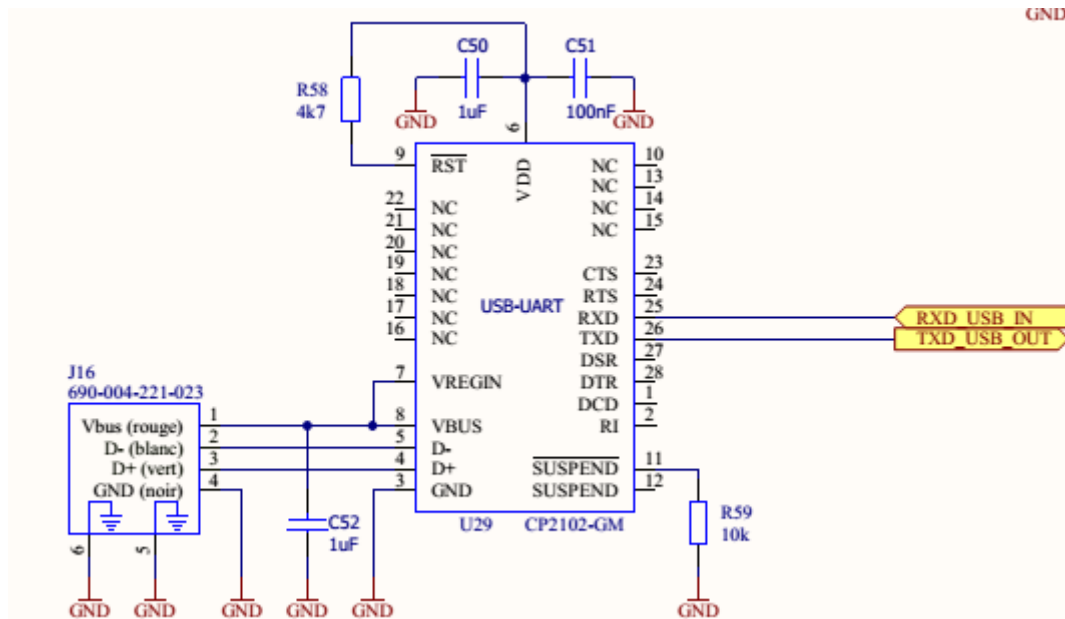 GND
C50
C51
R58
4k7
1uF
100nF
GND
GND
6
9
RST
VDD
NC
10
NC
13
22
NC
NC
14
21
NC
NC
15
20
NC
19
NC
CTS
23
18
NC
RTS
24
17
NC
USB-UART
RXD
25
RXD_USB_IN
16
NC
TXD
26
TXD_USB_OUT
DSR
27
J16
7
VREGIN
DTR
28
690-004-221-023
DCD
1
Vbus (rouge)
1
8
VBUS
RI
2
D- (blanc)
2
5
D-
D+ (vert)
3
4
D+
SUSPEND
11
GND (noir)
4
3
GND
SUSPEND
12
C52
1uF
U29
CP2102-GM
R59
10k
6
5
GND
GND
GND
GND
GND
GND